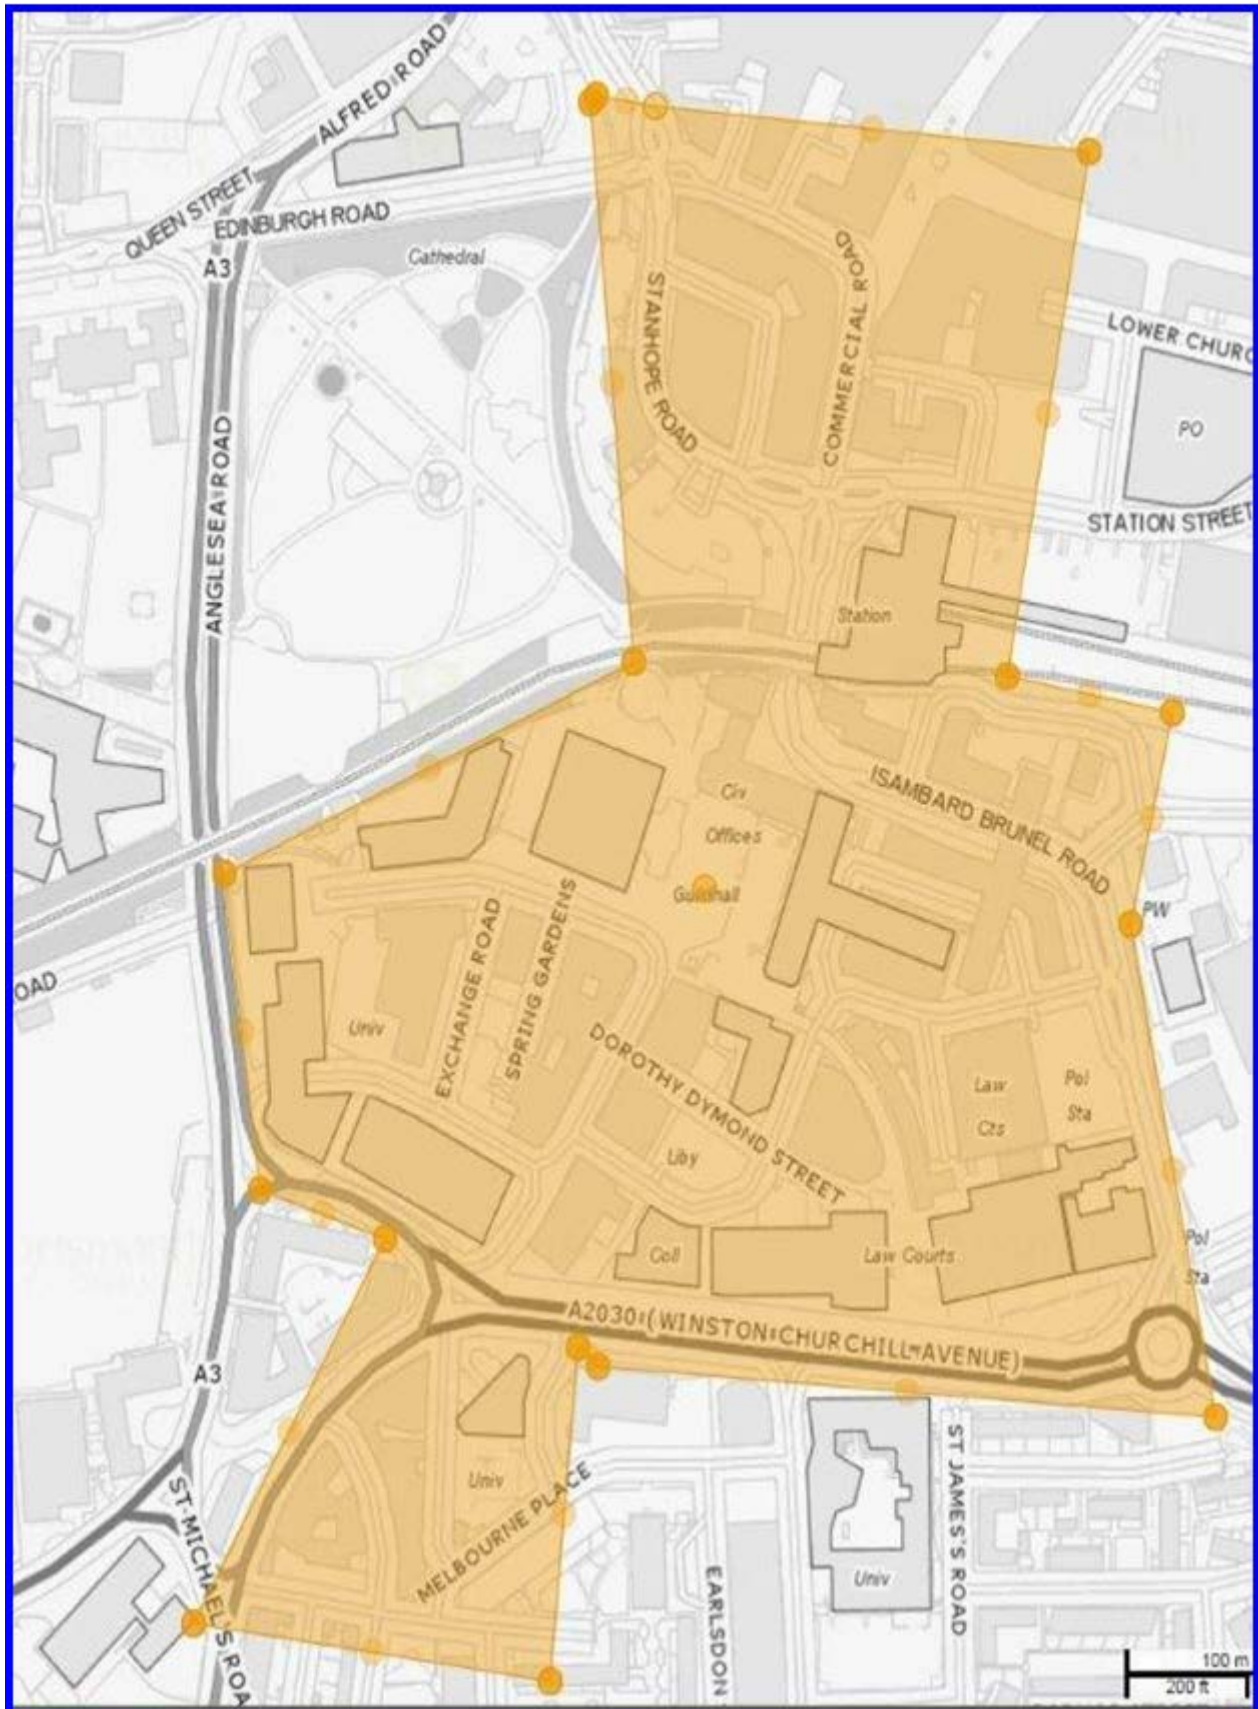 ALFRED ROAD
QUEEN STREET
EDINBURGH ROAD
A3
Cathedral
STANHOPE ROAD
COMMERCIAL ROAD
LOWER CHURC
PO
STATION STREET
ANGLESEA ROAD
Station
ISAMBARD BRUNEL ROAD
Civ
Offices
Guildhall
PW
OAD
EXCHANGE ROAD
SPRING GARDENS
Univ
DOROTHY DYMOND STREET
Law
Cts
Pol
Sta
Liby
Coll
Law Courts
Pol
Sta
A2030 (WINSTON CHURCHILL AVENUE)
A3
Univ
MELBOURNE PLACE
ST MICHAEL'S ROA
EARLSDON
Univ
ST JAMES'S ROAD
100 m
200 ft